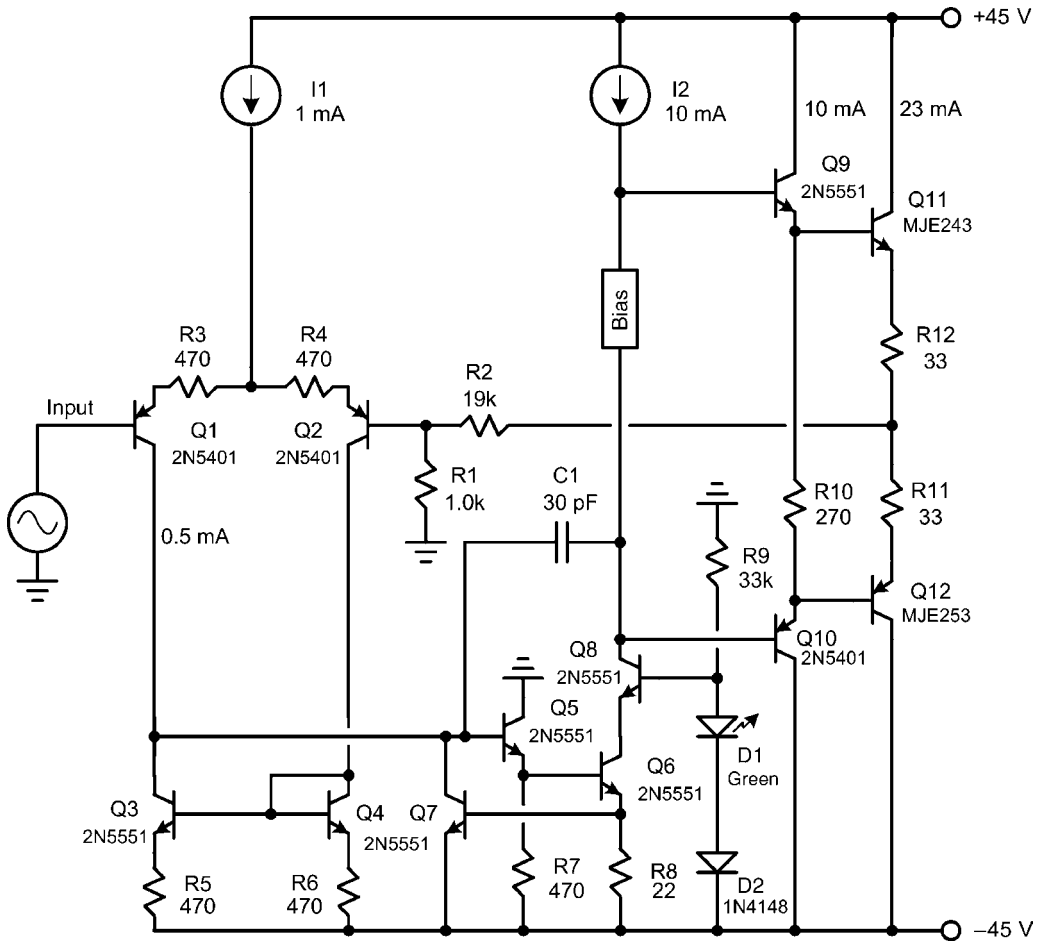 +45 V
I1
1 mA
I2
10 mA
10 mA
23 mA
Q9
2N5551
Q11
MJE243
Bias
R3
470
R4
470
R12
33
R2
19k
Input
Q1
2N5401
Q2
2N5401
R1
1.0k
C1
30 pF
R10
270
R11
33
0.5 mA
R9
33k
Q12
MJE253
Q10
2N5401
Q8
2N5551
Q5
2N5551
D1
Green
Q6
2N5551
Q3
2N5551
Q4
Q7
2N5551
R5
470
R6
470
R7
470
R8
22
D2
1N4148
–45 V